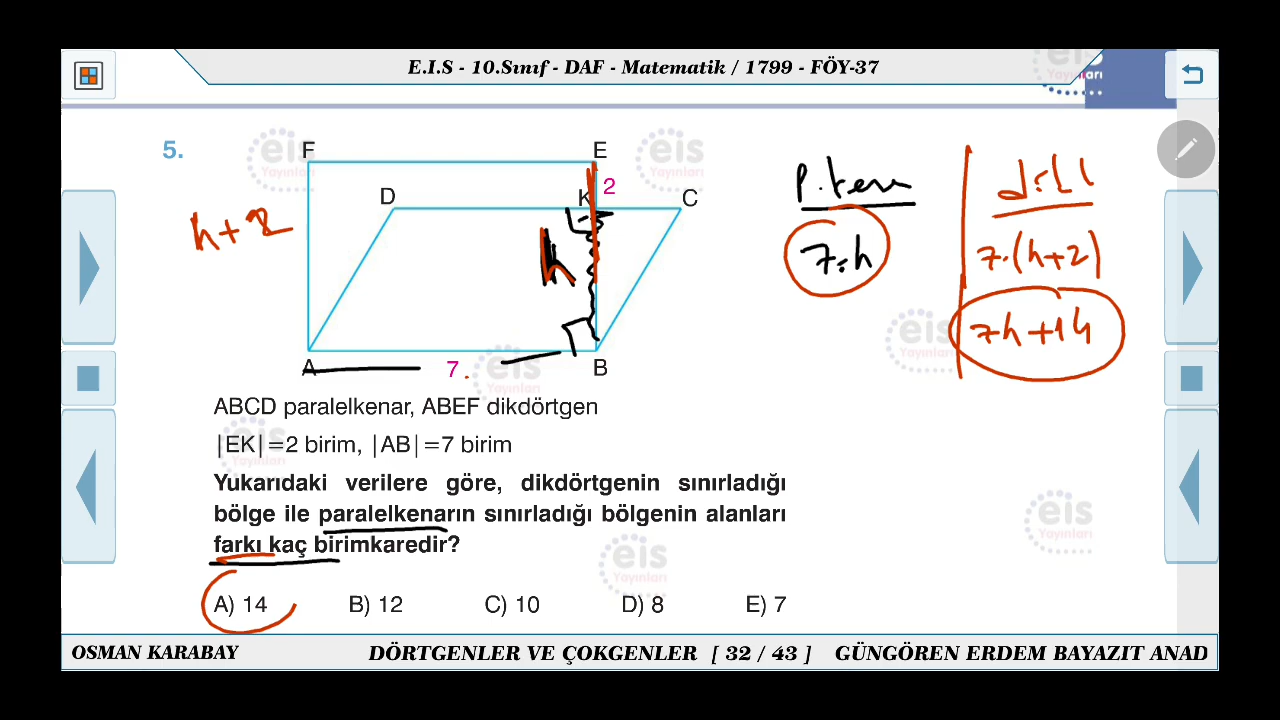 E.I.S - 10.Sınıf - DAF - Matematik / 1799 - FÖY-37
eis
Yayınları
5.
F E
D K 2 C
h+2
h
A 7 B
7.h
7.(h+2)
7h+14
ABCD paralelkenar, ABEF dikdörtgen
|EK|=2 birim, |AB|=7 birim
Yukarıdaki verilere göre, dikdörtgenin sınırladığı
bölge ile paralelkenarın sınırladığı bölgenin alanları
farkı kaç birimkaredir?
A) 14 B) 12 C) 10 D) 8 E) 7
OSMAN KARABAY DÖRTGENLER VE ÇOKGENLER [ 32 / 43 ] GÜNGÖREN ERDEM BAYAZIT ANAD